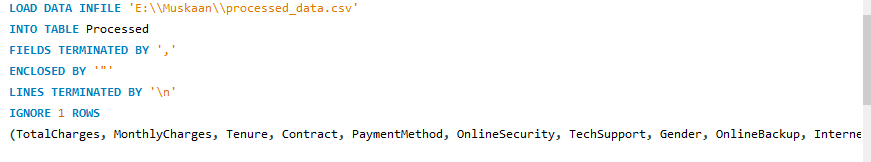 LOAD DATA INFILE 'E:\\Muskaan\\processed_data.csv'
INTO TABLE Processed
FIELDS TERMINATED BY ','
ENCLOSED BY '"'
LINES TERMINATED BY '\n'
IGNORE 1 ROWS
(TotalCharges, MonthlyCharges, Tenure, Contract, PaymentMethod, OnlineSecurity, TechSupport, Gender, OnlineBackup, Interne